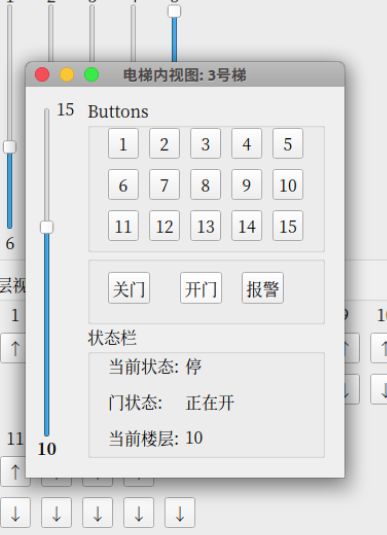 电梯内视图: 3号梯
15
Buttons
1 2 3 4 5
6 7 8 9 10
11 12 13 14 15
关门 开门 报警
状态栏
当前状态: 停
门状态: 正在开
当前楼层: 10
10
6
层视
1
↑ ↑ ↑
↓ ↓
11
↑
↓ ↓ ↓ ↓ ↓